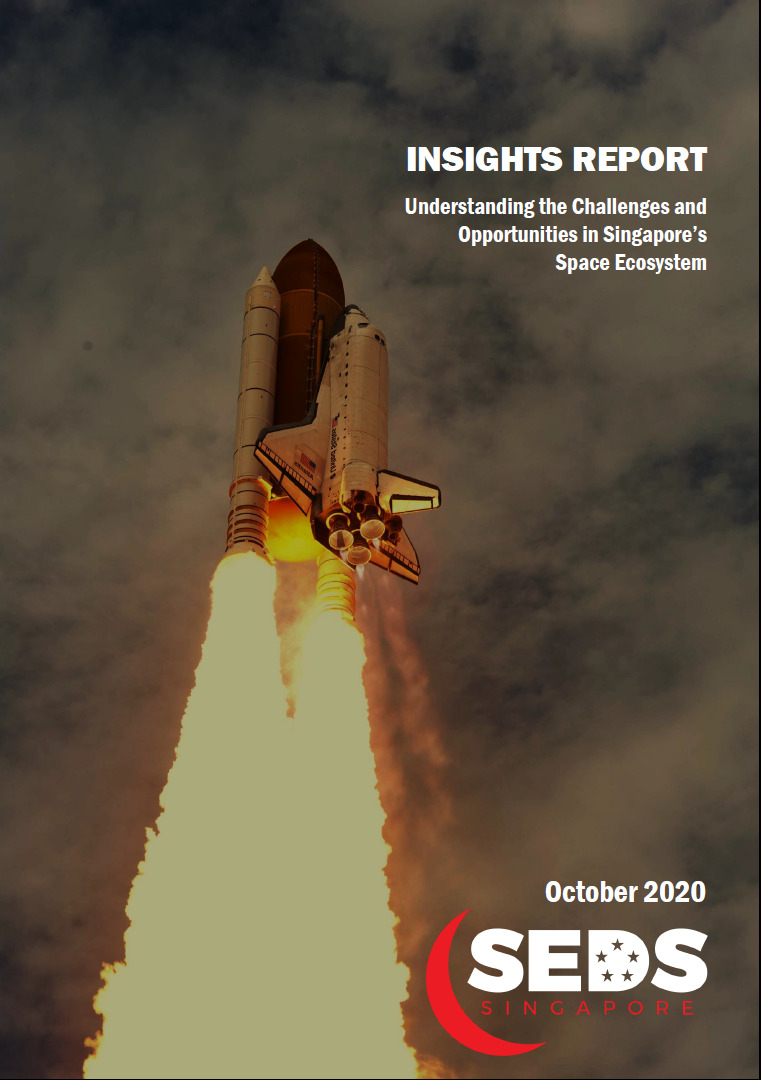 INSIGHTS REPORT
Understanding the Challenges and
Opportunities in Singapore's
Space Ecosystem
October 2020
SEDS
SINGAPORE